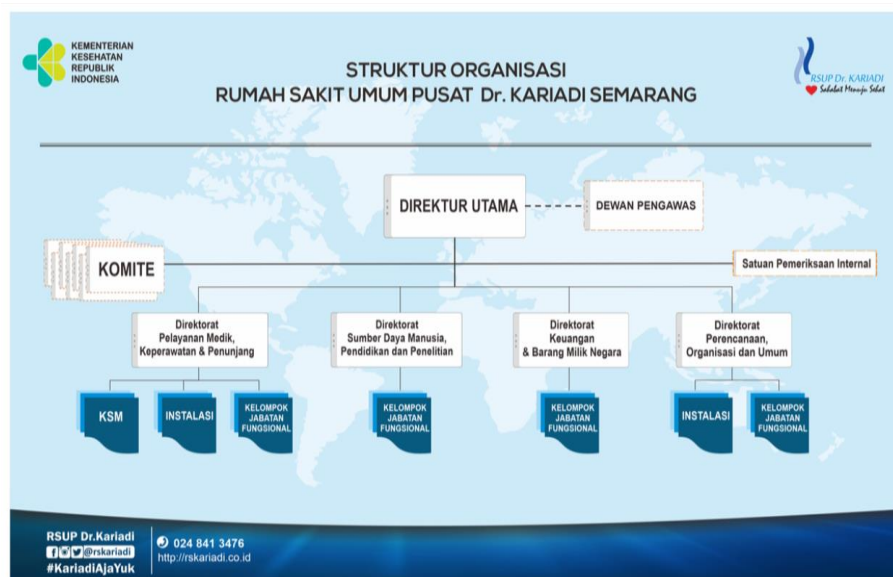 KEMENTERIAN
KESEHATAN
REPUBLIK
INDONESIA
STRUKTUR ORGANISASI
RUMAH SAKIT UMUM PUSAT Dr. KARIADI SEMARANG
RSUP Dr. KARIADI
Sahabat Menuju Sehat
DIREKTUR UTAMA
DEWAN PENGAWAS
KOMITE
Satuan Pemeriksaan Internal
Direktorat
Pelayanan Medik,
Keperawatan & Penunjang
Direktorat
Sumber Daya Manusia,
Pendidikan dan Penelitian
Direktorat
Keuangan
& Barang Milik Negara
Direktorat
Perencanaan,
Organisasi dan Umum
KSM
INSTALASI
KELOMPOK
JABATAN
FUNGSIONAL
KELOMPOK
JABATAN
FUNGSIONAL
KELOMPOK
JABATAN
FUNGSIONAL
INSTALASI
KELOMPOK
JABATAN
FUNGSIONAL
RSUP Dr.Kariadi
@rskariadi
#KariadiAjaYuk
024 841 3476
http://rskariadi.co.id